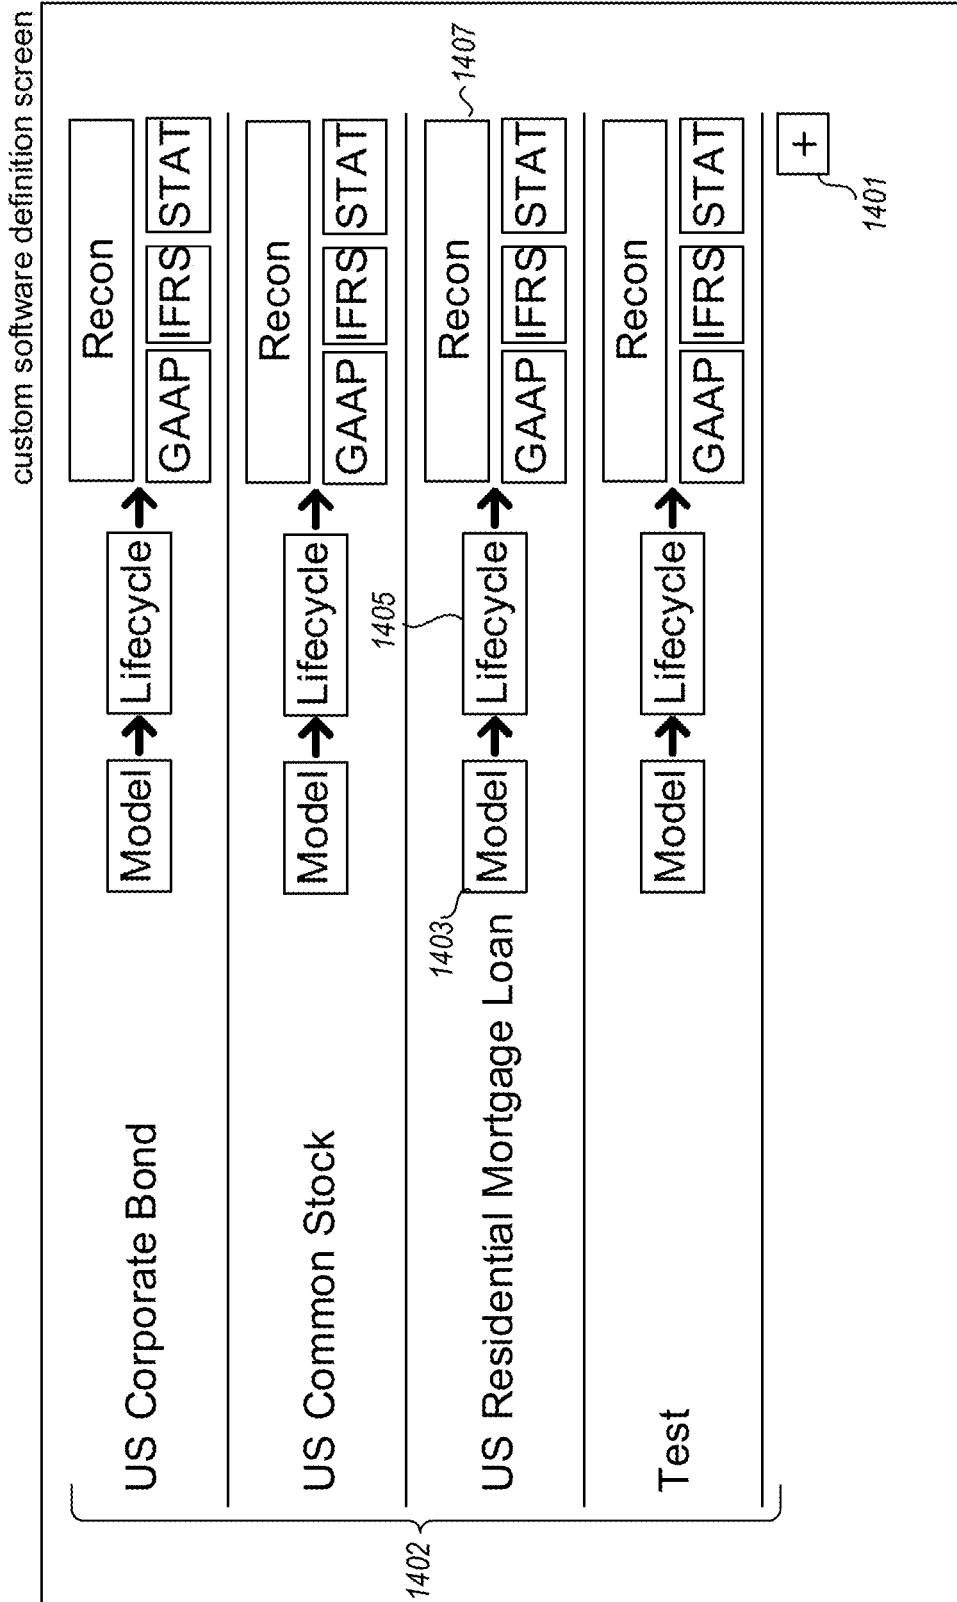 custom software definition screen
US Corporate Bond
Model
Lifecycle
Recon
GAAP
IFRS
STAT
US Common Stock
Model
Lifecycle
Recon
GAAP
IFRS
STAT
1402
US Residential Mortgage Loan
1403
Model
1405
Lifecycle
Recon
1407
GAAP
IFRS
STAT
Test
Model
Lifecycle
Recon
GAAP
IFRS
STAT
+
1401